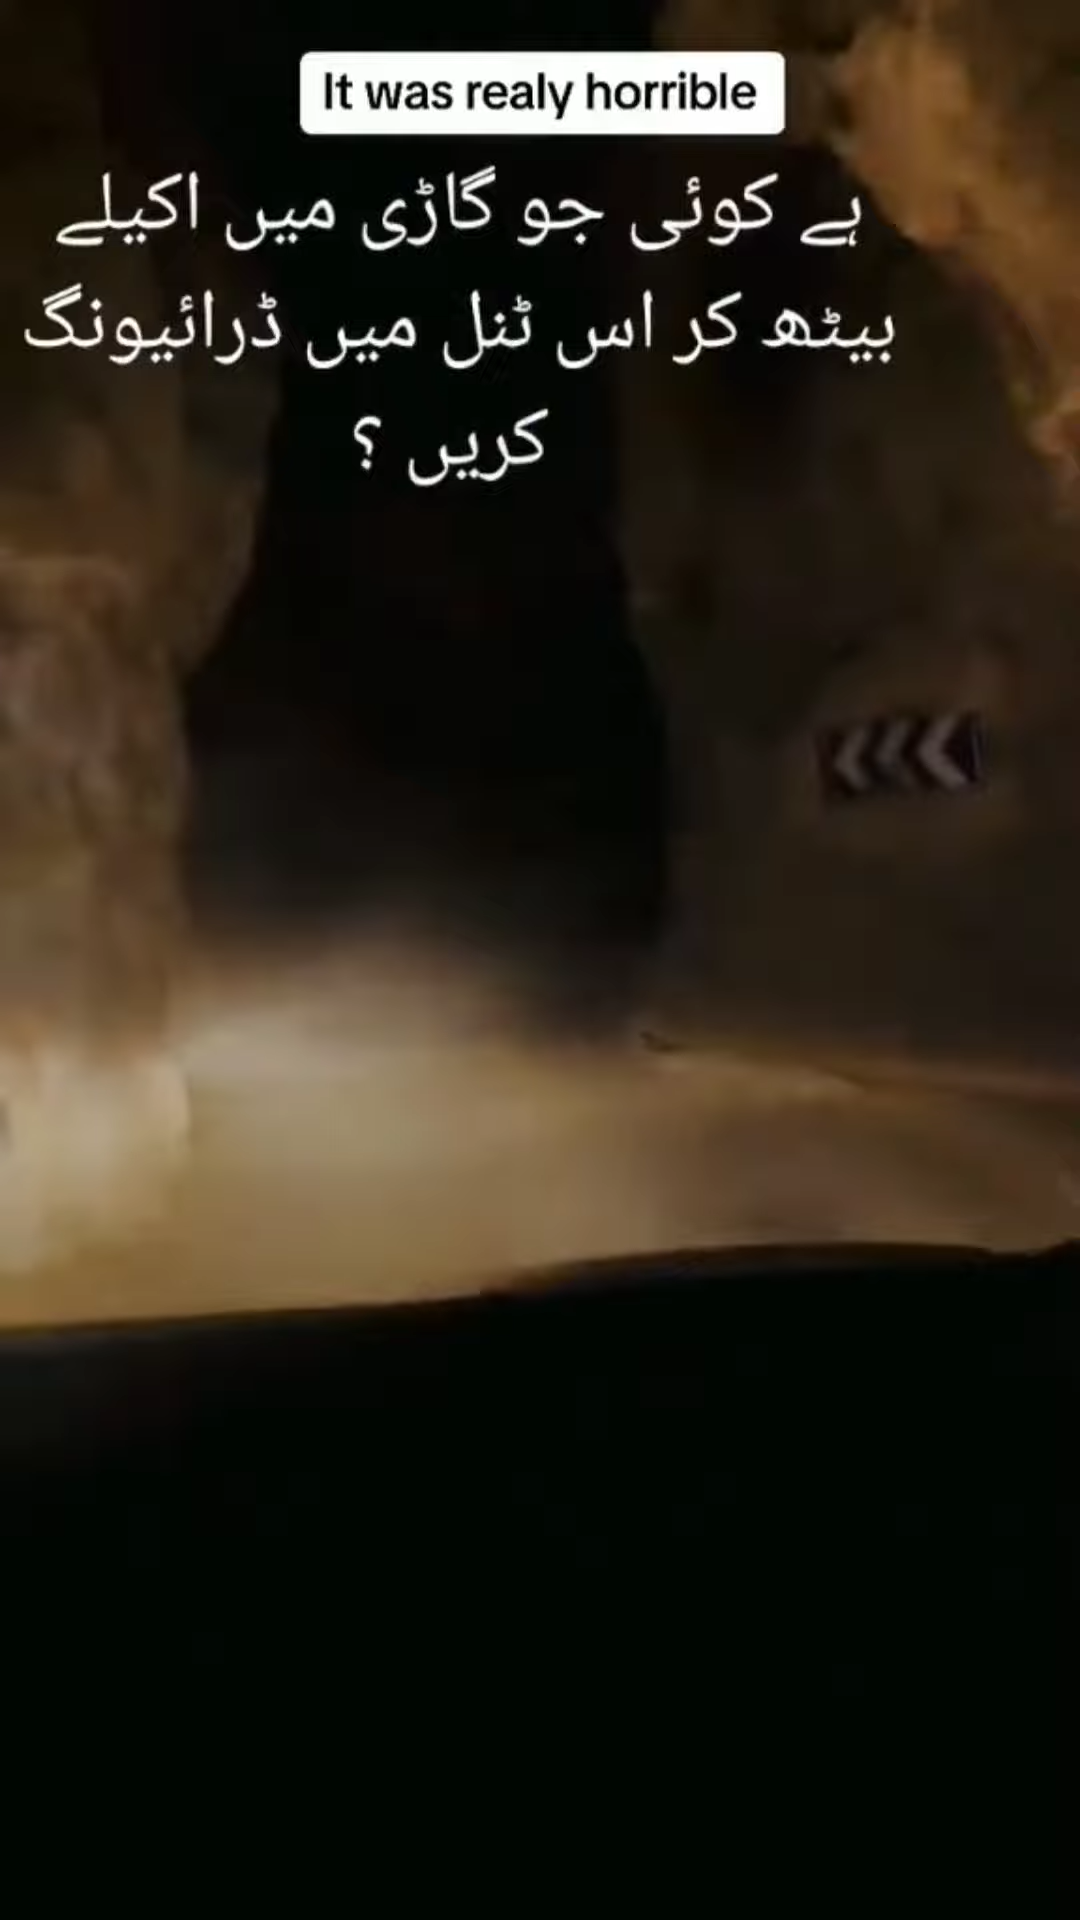 It was realy horrible
ہے کوئی جو گاڑی میں اکیلے
بیٹھ کر اس ٹنل میں ڈرائیونگ
کریں ؟